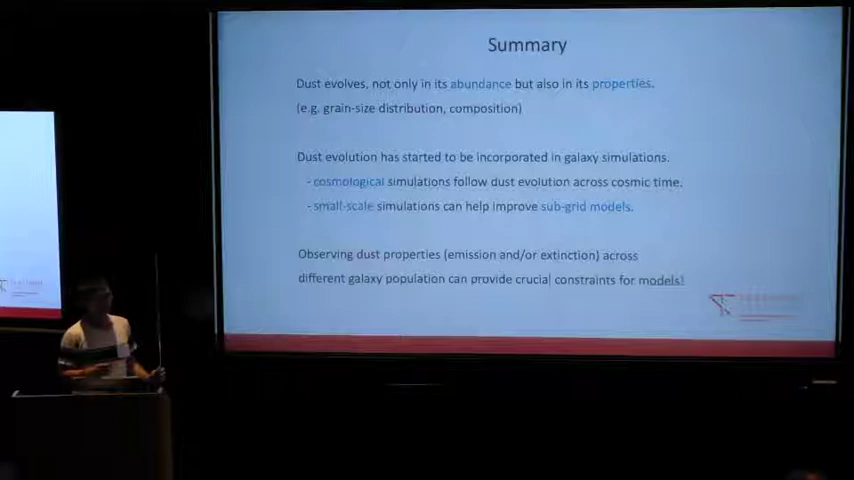 Summary
Dust evolves, not only in its abundance but also in its properties.
(e.g. grain-size distribution, composition)
Dust evolution has started to be incorporated in galaxy simulations.
- cosmological simulations follow dust evolution across cosmic time.
- small-scale simulations can help improve sub-grid models.
Observing dust properties (emission and/or extinction) across
different galaxy population can provide crucial constraints for models!